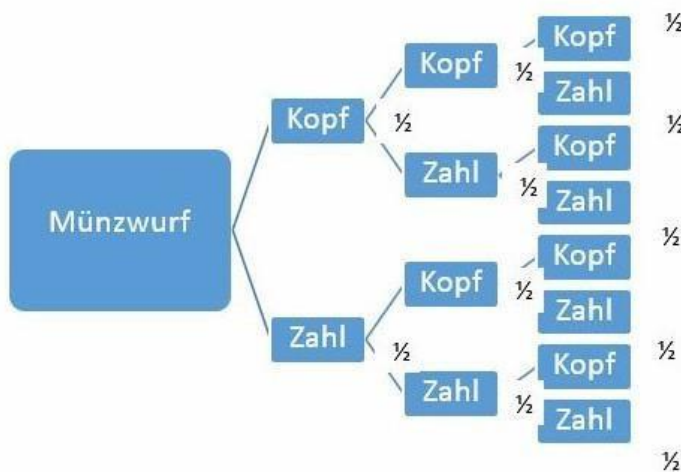 Kopf ½
Kopf ½
Zahl
Kopf ½ ½
Kopf
Zahl ½
Zahl
Münzwurf
Kopf ½
Kopf ½
Zahl
Zahl ½ ½
Kopf
Zahl ½
Zahl
½